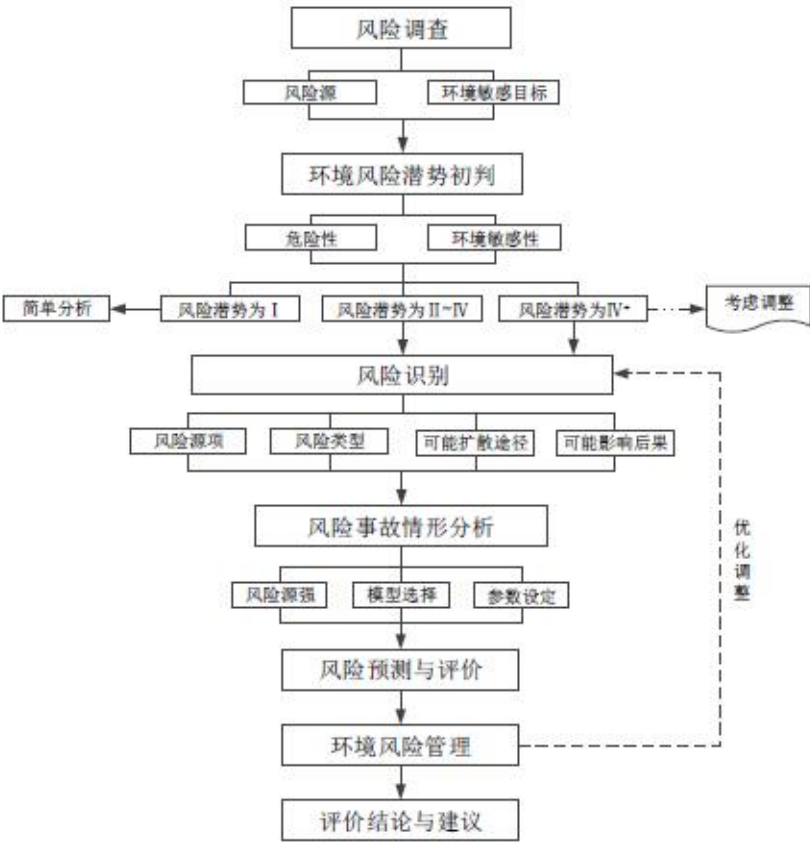 风险调查
风险源
环境敏感目标
环境风险潜势初判
危险性
环境敏感性
简单分析
风险潜势为Ⅰ
风险潜势为Ⅱ~Ⅳ
风险潜势为Ⅳ+
考虑调整
风险识别
风险源项
风险类型
可能扩散途径
可能影响后果
风险事故情形分析
优化调整
风险源强
模型选择
参数设定
风险预测与评价
环境风险管理
评价结论与建议